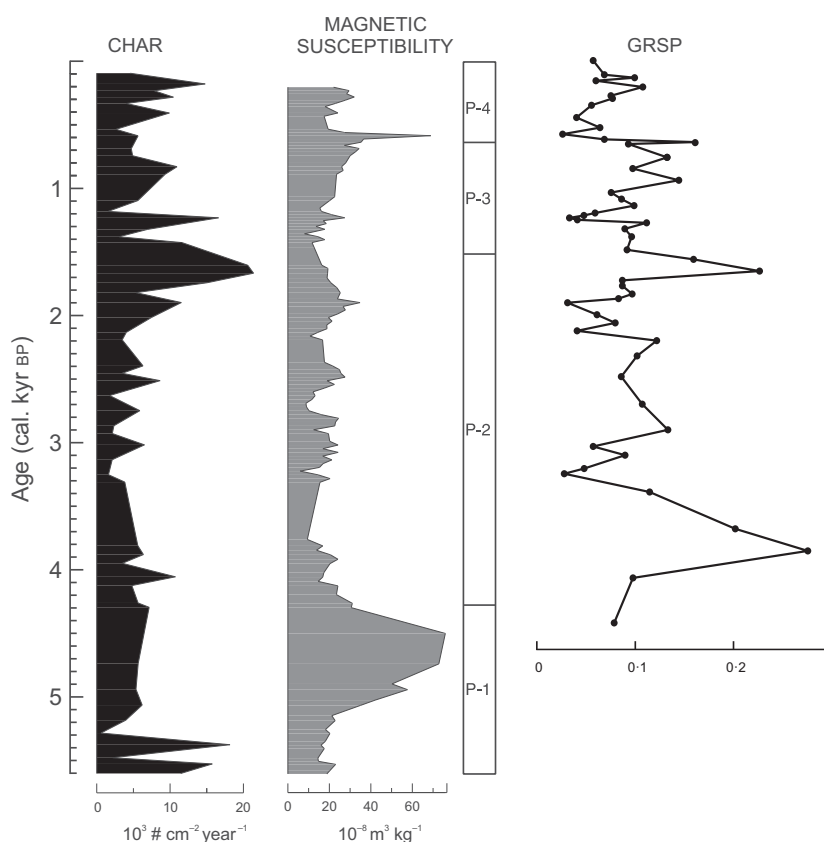 CHAR
MAGNETIC
SUSCEPTIBILITY
GRSP
Age (cal. kyr BP)
1
2
3
4
5
P-4
P-3
P-2
P-1
0 10 20
10³ # cm⁻² year⁻¹
0 20 40 60
10⁻⁸ m³ kg⁻¹
0 0·1 0·2